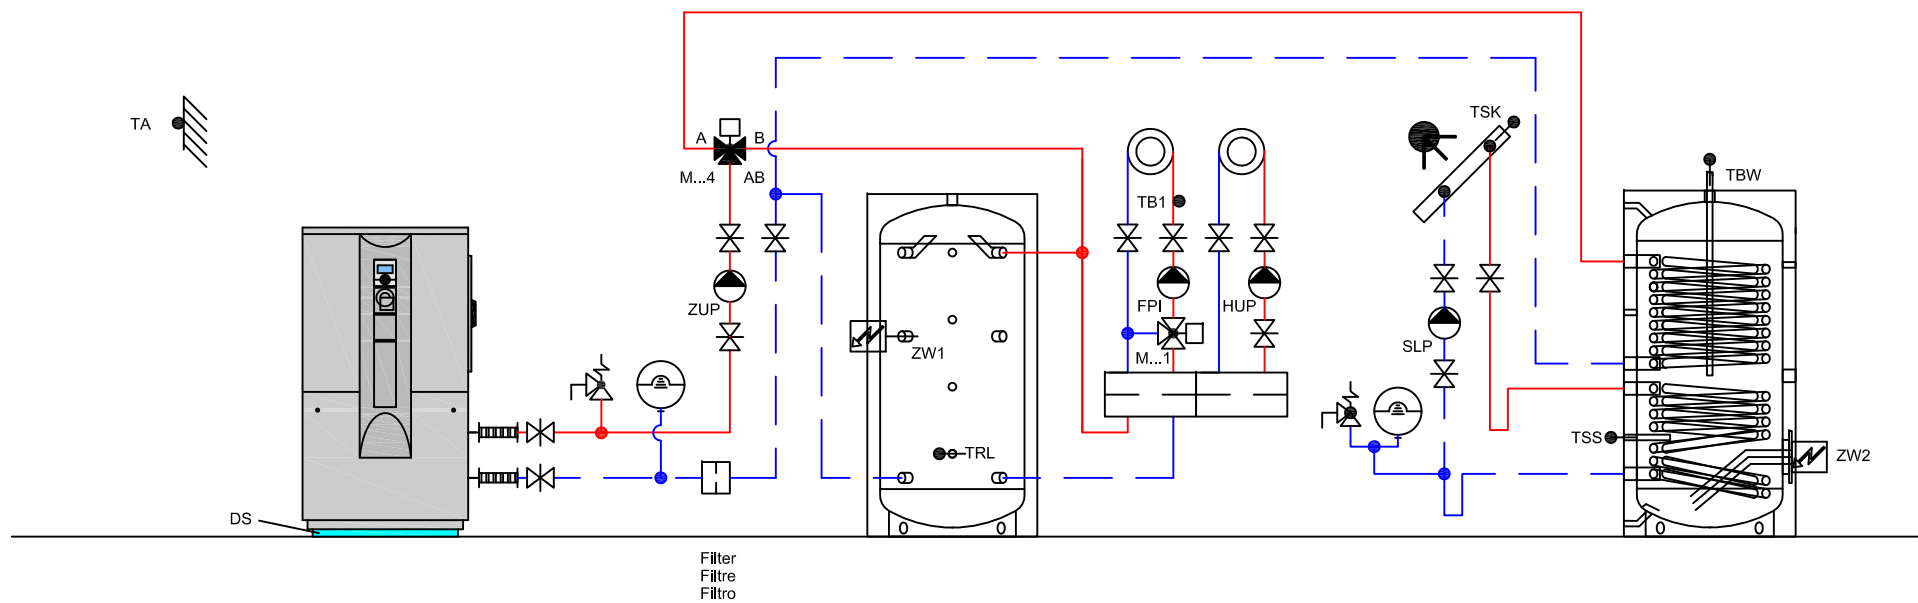 TA
A
B
M...4
AB
ZUP
ZW1
TRL
TB1
FPI
HUP
M...1
TSK
SLP
TBW
TSS
ZW2
DS
Filter
Filtre
Filtro